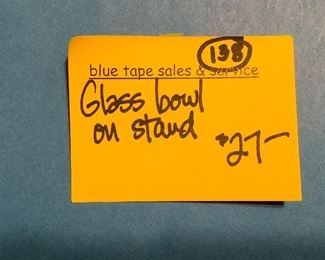 138
blue tape sales & service
Glass bowl
on stand
$27—